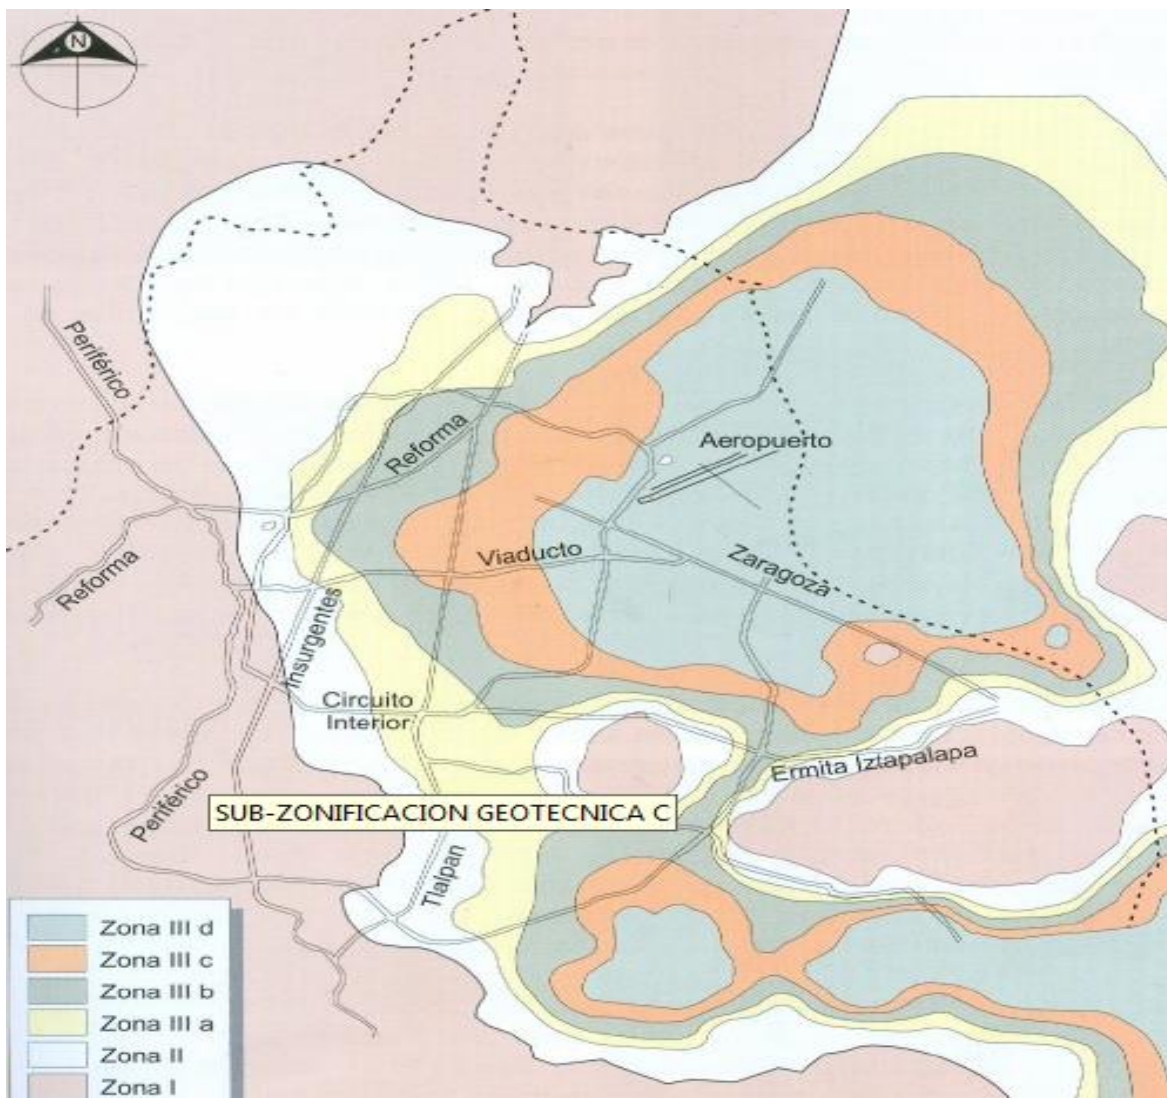 N
Periférico
Reforma
Aeropuerto
Reforma
Viaducto
Zaragoza
Insurgentes
Circuito
Interior
Ermita Iztapalapa
Periférico
SUB-ZONIFICACION GEOTECNICA C
Tlalpan
Zona III d
Zona III c
Zona III b
Zona III a
Zona II
Zona I